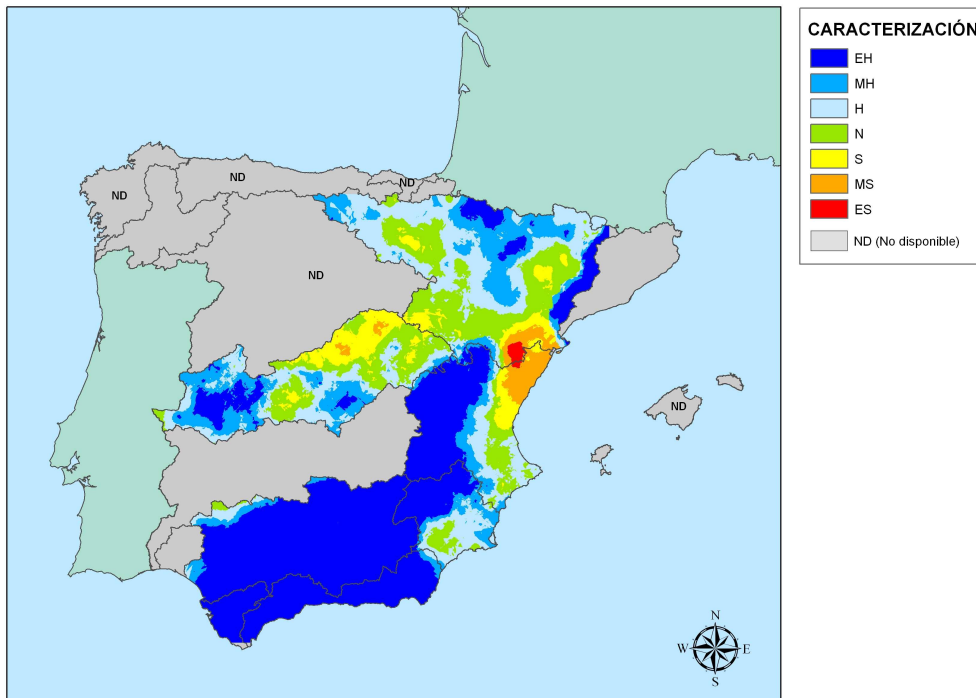 CARACTERIZACIÓN
EH
MH
H
N
S
MS
ES
ND (No disponible)
ND
ND
ND
ND
ND
N
W
E
S